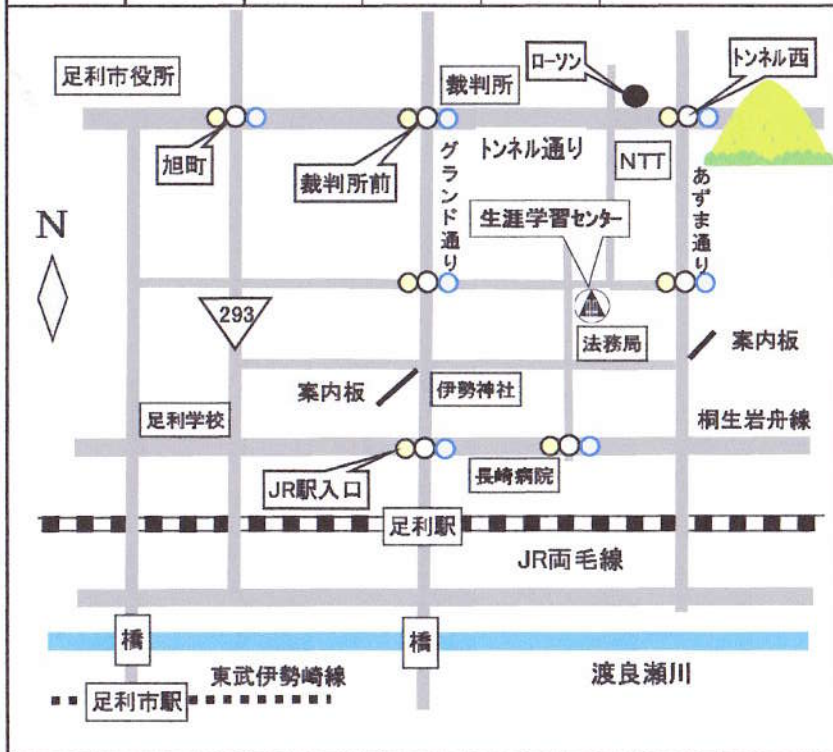 足利市役所
裁判所
ローソン
トンネル西
旭町
裁判所前
グランド通り
トンネル通り
NTT
あずま通り
N
生涯学習センター
293
法務局
案内板
案内板
伊勢神社
足利学校
桐生岩舟線
JR駅入口
長崎病院
足利駅
JR両毛線
橋
橋
東武伊勢崎線
渡良瀬川
足利市駅